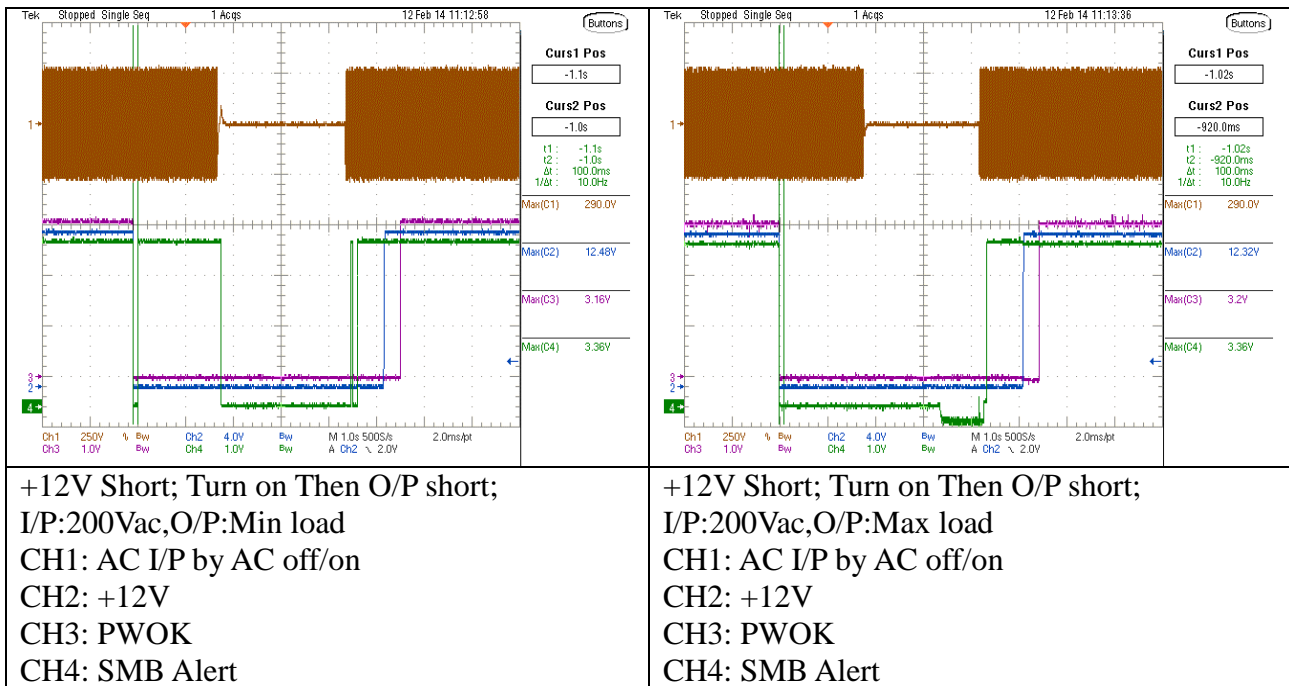 Tek Stopped Single Seq 1 Acqs 12 Feb 14 11:12:58
Buttons
Curs1 Pos
-1.1s
Curs2 Pos
-1.0s
t1 : -1.1s
t2 : -1.0s
Δt : 100.0ms
1/Δt : 10.0Hz
Max(C1) 290.0V
Max(C2) 12.48V
Max(C3) 3.16V
Max(C4) 3.36V
1
3
2
4
Ch1 250V ∿ Bw Ch2 4.0V Bw M 1.0s 500S/s 2.0ms/pt
Ch3 1.0V Bw Ch4 1.0V Bw A Ch2 ∖ 2.0V
+12V Short; Turn on Then O/P short;
I/P:200Vac,O/P:Min load
CH1: AC I/P by AC off/on
CH2: +12V
CH3: PWOK
CH4: SMB Alert
Tek Stopped Single Seq 1 Acqs 12 Feb 14 11:13:36
Buttons
Curs1 Pos
-1.02s
Curs2 Pos
-920.0ms
t1 : -1.02s
t2 : -920.0ms
Δt : 100.0ms
1/Δt : 10.0Hz
Max(C1) 290.0V
Max(C2) 12.32V
Max(C3) 3.2V
Max(C4) 3.36V
1
3
2
4
Ch1 250V ∿ Bw Ch2 4.0V Bw M 1.0s 500S/s 2.0ms/pt
Ch3 1.0V Bw Ch4 1.0V Bw A Ch2 ∖ 2.0V
+12V Short; Turn on Then O/P short;
I/P:200Vac,O/P:Max load
CH1: AC I/P by AC off/on
CH2: +12V
CH3: PWOK
CH4: SMB Alert